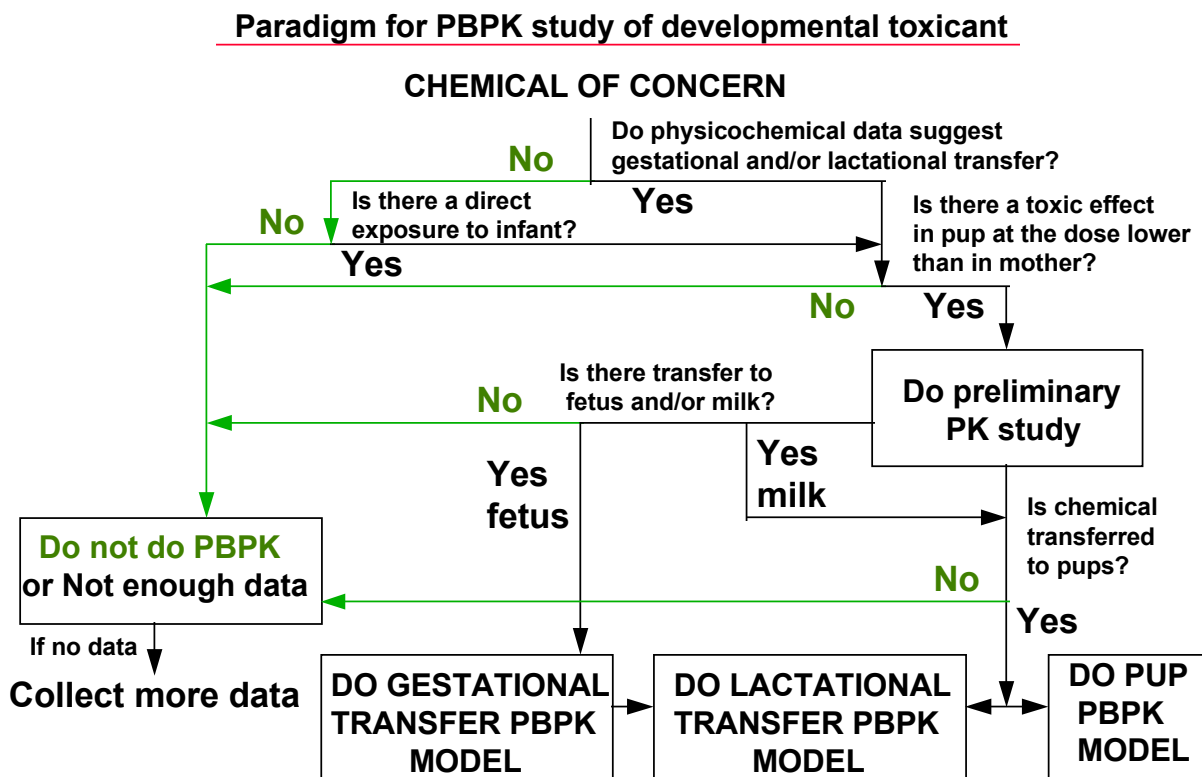 Paradigm for PBPK study of developmental toxicant
CHEMICAL OF CONCERN
Do physicochemical data suggest
gestational and/or lactational transfer?
No
Yes
Is there a direct
exposure to infant?
No
Yes
Is there a toxic effect
in pup at the dose lower
than in mother?
No
Yes
Do preliminary
PK study
Is there transfer to
fetus and/or milk?
No
Yes
fetus
Yes
milk
Is chemical
transferred
to pups?
No
Yes
Do not do PBPK
or Not enough data
If no data
Collect more data
DO GESTATIONAL
TRANSFER PBPK
MODEL
DO LACTATIONAL
TRANSFER PBPK
MODEL
DO PUP
PBPK
MODEL